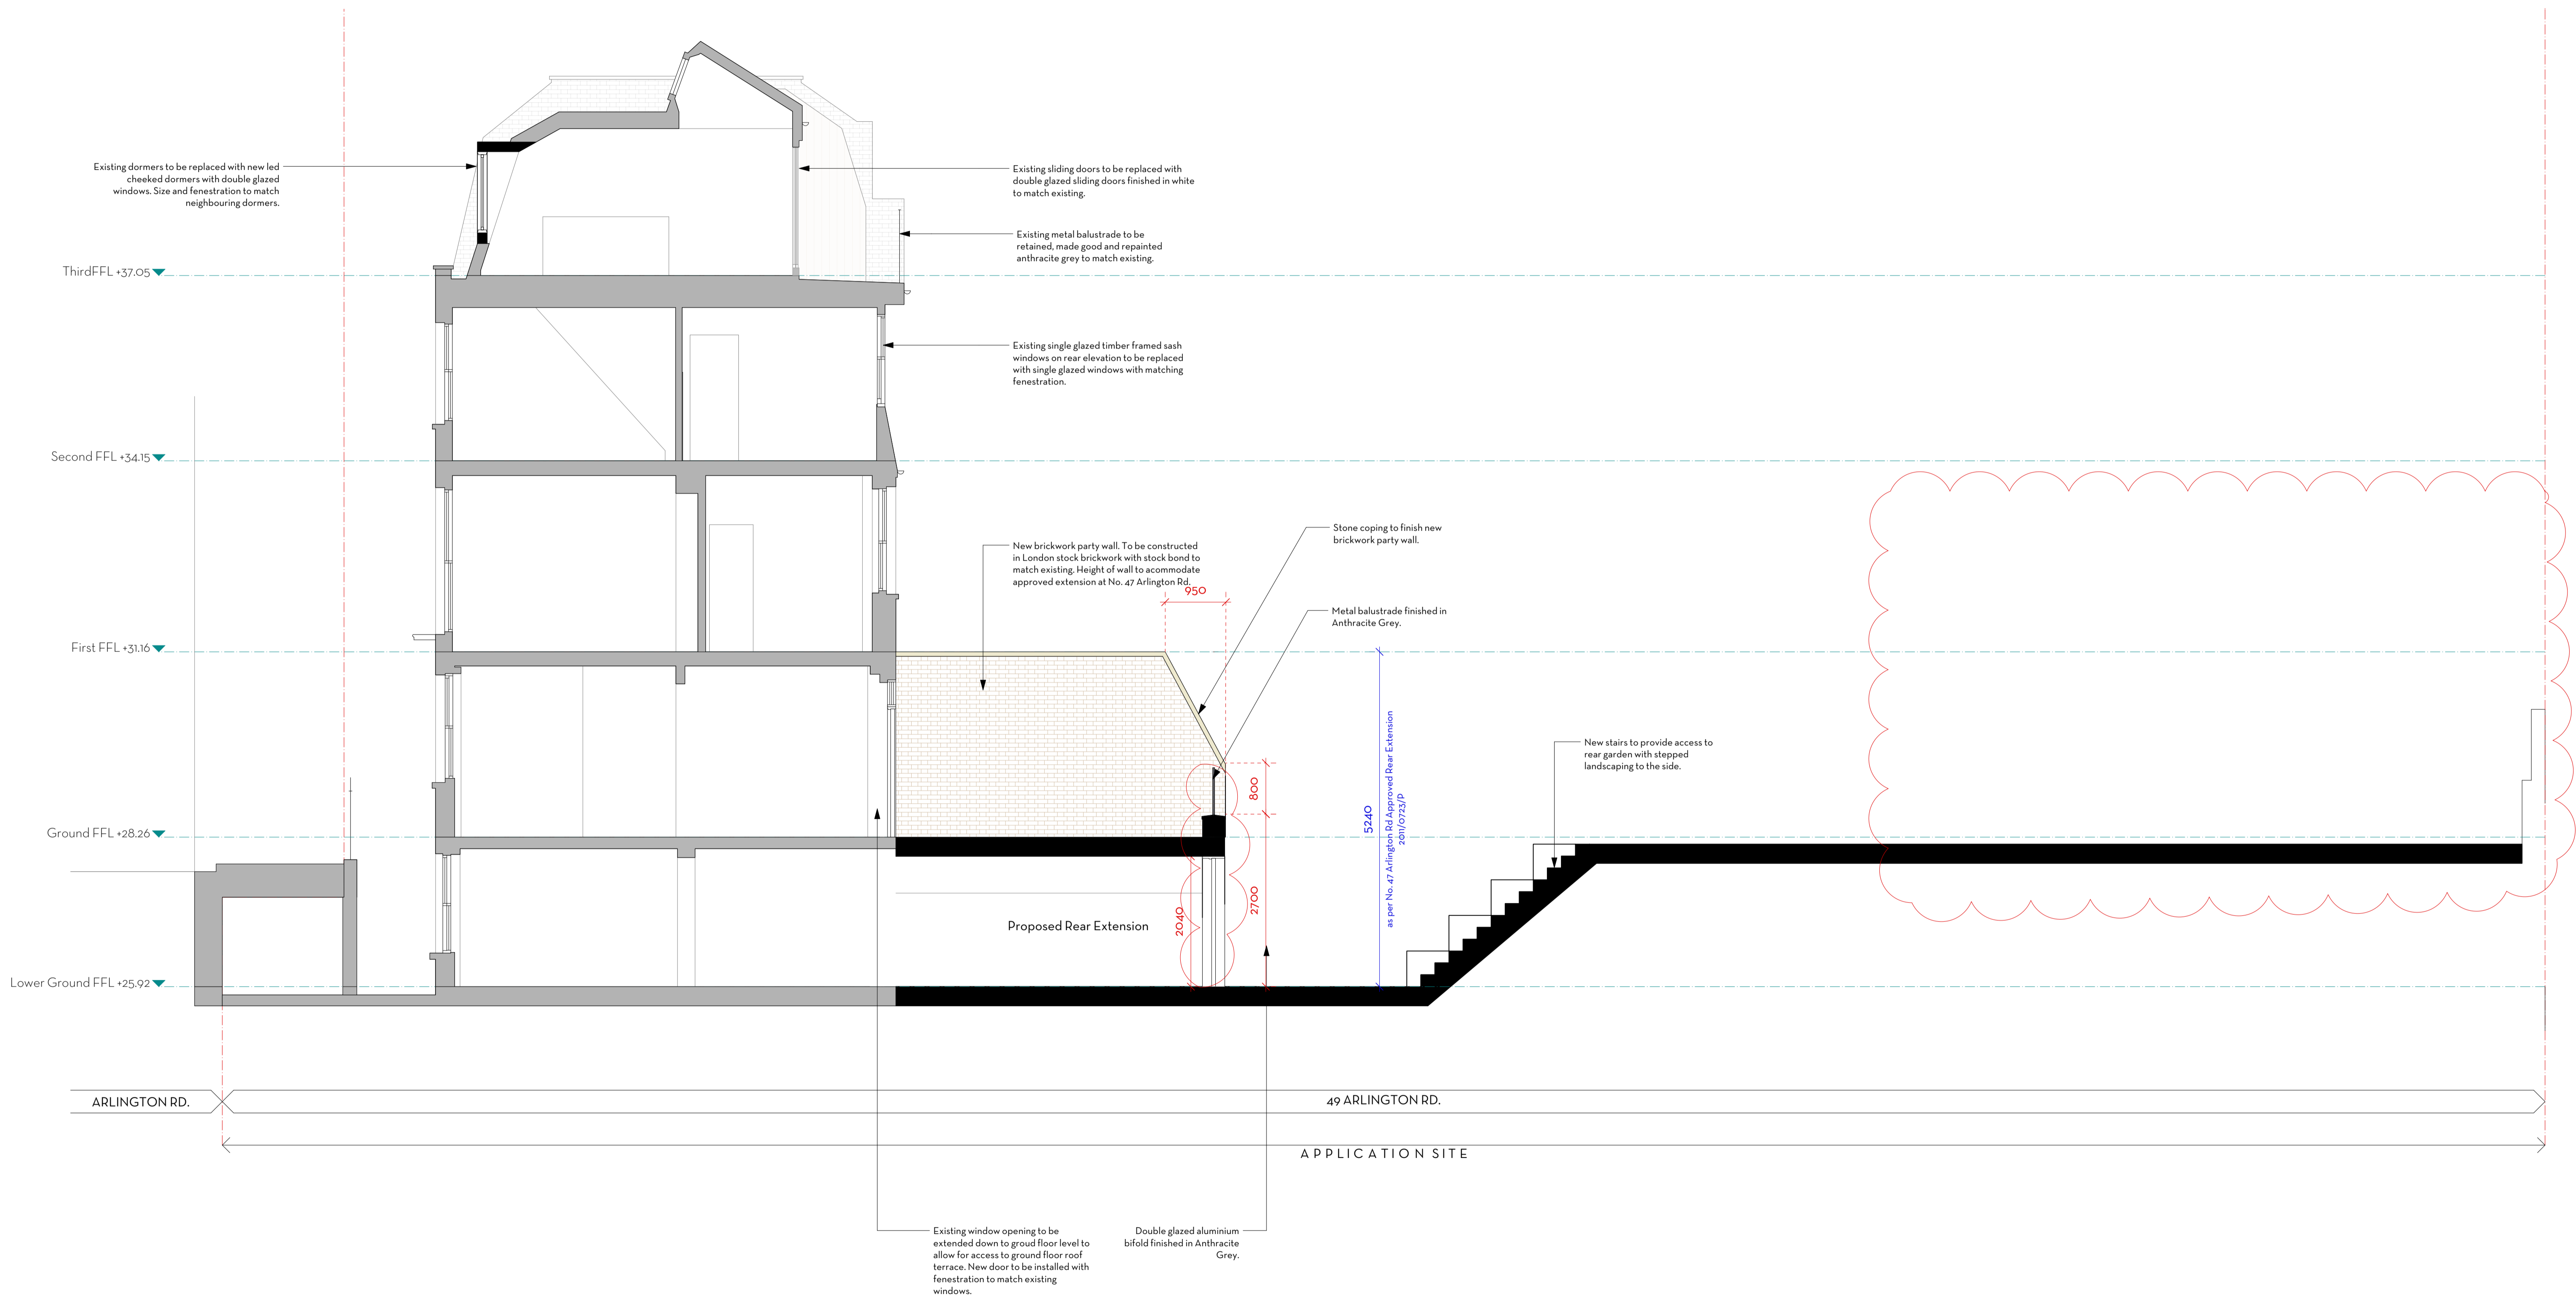 Existing dormers to be replaced with new led
cheeked dormers with double glazed
windows. Size and fenestration to match
neighbouring dormers.
Existing sliding doors to be replaced with
double glazed sliding doors finished in white
to match existing.
Existing metal balustrade to be
retained, made good and repainted
anthracite grey to match existing.
ThirdFFL +37.05
Existing single glazed timber framed sash
windows on rear elevation to be replaced
with single glazed windows with matching
fenestration.
Second FFL +34.15
Stone coping to finish new
brickwork party wall.
New brickwork party wall. To be constructed
in London stock brickwork with stock bond to
match existing. Height of wall to acommodate
approved extension at No. 47 Arlington Rd.
950
Metal balustrade finished in
Anthracite Grey.
First FFL +31.16
New stairs to provide access to
rear garden with stepped
landscaping to the side.
800
5240
as per No. 47 Arlington Rd Approved Rear Extension
2011/0723/P
Ground FFL +28.26
2700
2040
Proposed Rear Extension
Lower Ground FFL +25.92
ARLINGTON RD.
49 ARLINGTON RD.
APPLICATION SITE
Existing window opening to be
extended down to groud floor level to
allow for access to ground floor roof
terrace. New door to be installed with
fenestration to match existing
windows.
Double glazed aluminium
bifold finished in Anthracite
Grey.